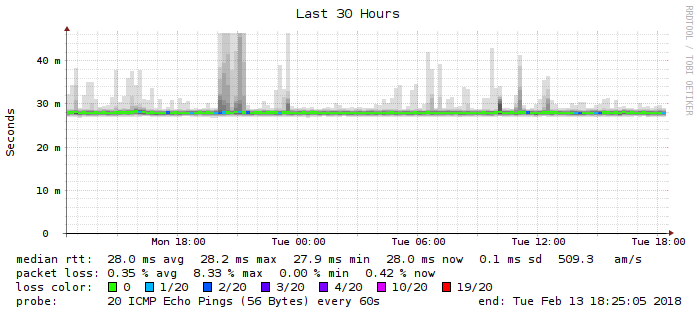 Last 30 Hours
RRDTOOL / TOBI OETIKER
Seconds
40 m
30 m
20 m
10 m
0
Mon 18:00 Tue 00:00 Tue 06:00 Tue 12:00 Tue 18:00
median rtt: 28.0 ms avg 28.2 ms max 27.9 ms min 28.0 ms now 0.1 ms sd 509.3 am/s
packet loss: 0.35 % avg 8.33 % max 0.00 % min 0.42 % now
loss color: 0 1/20 2/20 3/20 4/20 10/20 19/20
probe: 20 ICMP Echo Pings (56 Bytes) every 60s end: Tue Feb 13 18:25:05 2018